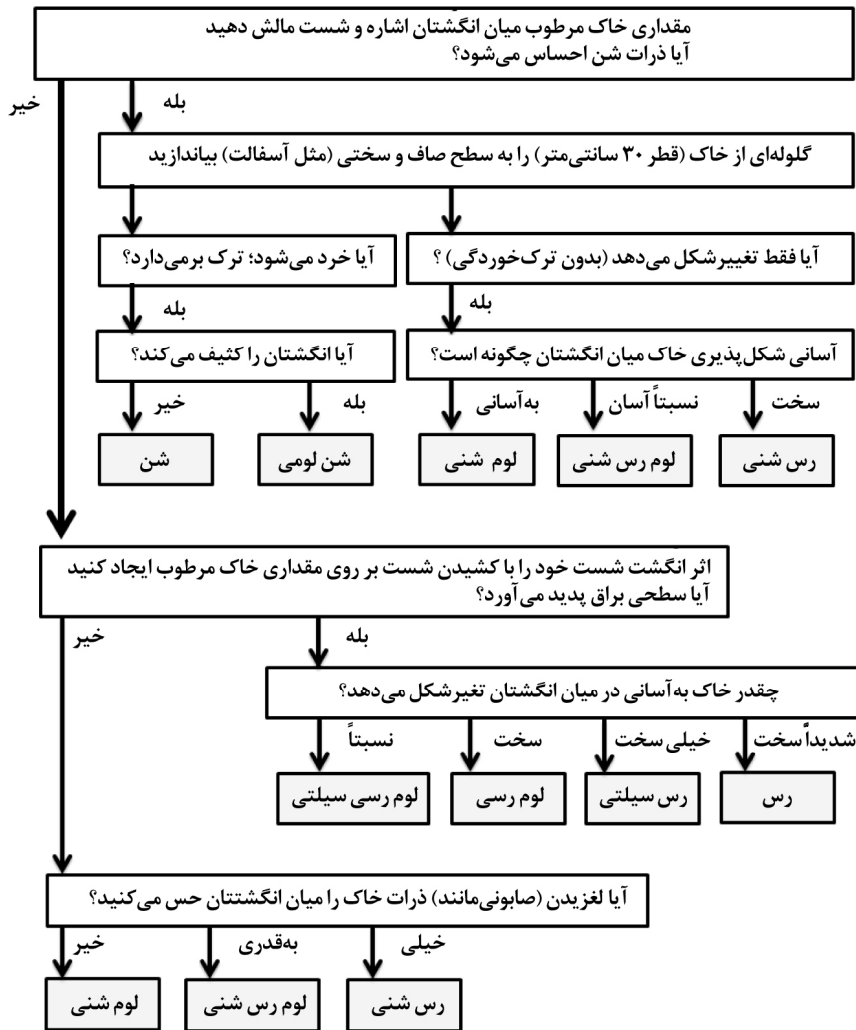 مقداری خاک مرطوب میان انگشتان اشاره و شست مالش دهید
آیا ذرات شن احساس می‌شود؟
بله
خیر
گلوله‌ای از خاک (قطر ۳۰ سانتی‌متر) را به سطح صاف و سختی (مثل آسفالت) بیاندازید
آیا فقط تغییرشکل می‌دهد (بدون ترک‌خوردگی) ؟
آیا خرد می‌شود؛ ترک برمی‌دارد؟
بله
بله
آسانی شکل‌پذیری خاک میان انگشتان چگونه است؟
آیا انگشتان را کثیف می‌کند؟
سخت
نسبتاً آسان
به‌آسانی
بله
خیر
رس شنی
لوم رس شنی
لوم شنی
شن لومی
شن
اثر انگشت شست خود را با کشیدن شست بر روی مقداری خاک مرطوب ایجاد کنید
آیا سطحی براق پدید می‌آورد؟
بله
خیر
چقدر خاک به‌آسانی در میان انگشتان تغیرشکل می‌دهد؟
شدیداً سخت
خیلی سخت
سخت
نسبتاً
رس
رس سیلتی
لوم رسی
لوم رسی سیلتی
آیا لغزیدن (صابونی‌مانند) ذرات خاک را میان انگشتتان حس می‌کنید؟
خیلی
به‌قدری
خیر
رس شنی
لوم رس شنی
لوم شنی